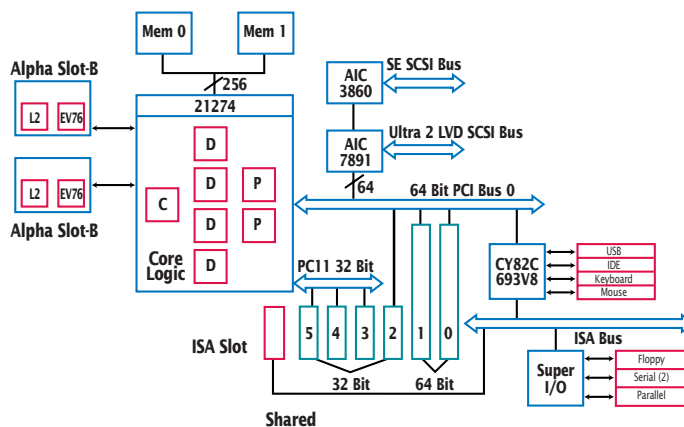 Mem 0
Mem 1
256
Alpha Slot-B
L2
EV76
L2
EV76
Alpha Slot-B
21274
D
D
D
D
P
P
C
Core
Logic
AIC
3860
SE SCSI Bus
AIC
7891
Ultra 2 LVD SCSI Bus
64
64 Bit PCI Bus 0
PC11 32 Bit
CY82C
693V8
USB
IDE
Keyboard
Mouse
ISA Slot
5
4
3
2
1
0
32 Bit
64 Bit
ISA Bus
Super
I/O
Floppy
Serial (2)
Parallel
Shared